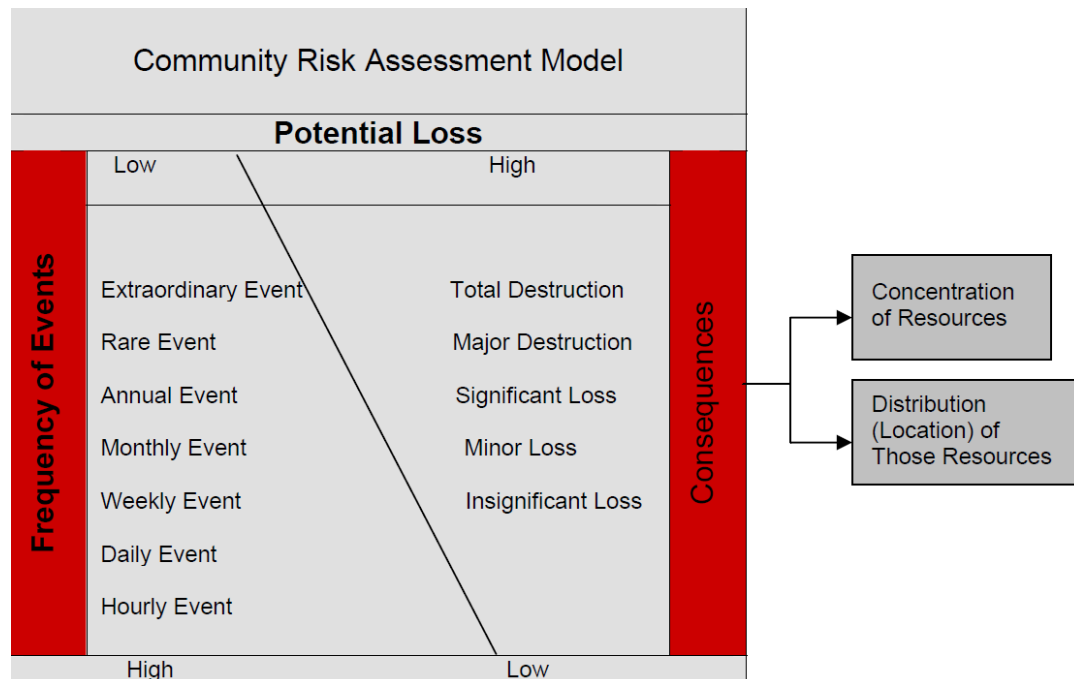 Community Risk Assessment Model
Potential Loss
Low High
Frequency of Events
Extraordinary Event Total Destruction
Rare Event Major Destruction
Annual Event Significant Loss
Monthly Event Minor Loss
Weekly Event Insignificant Loss
Daily Event
Hourly Event
High Low
Consequences
Concentration
of Resources
Distribution
(Location) of
Those Resources